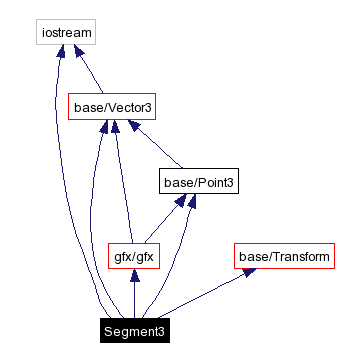 iostream
base/Vector3
base/Point3
gfx/gfx
base/Transform
Segment3